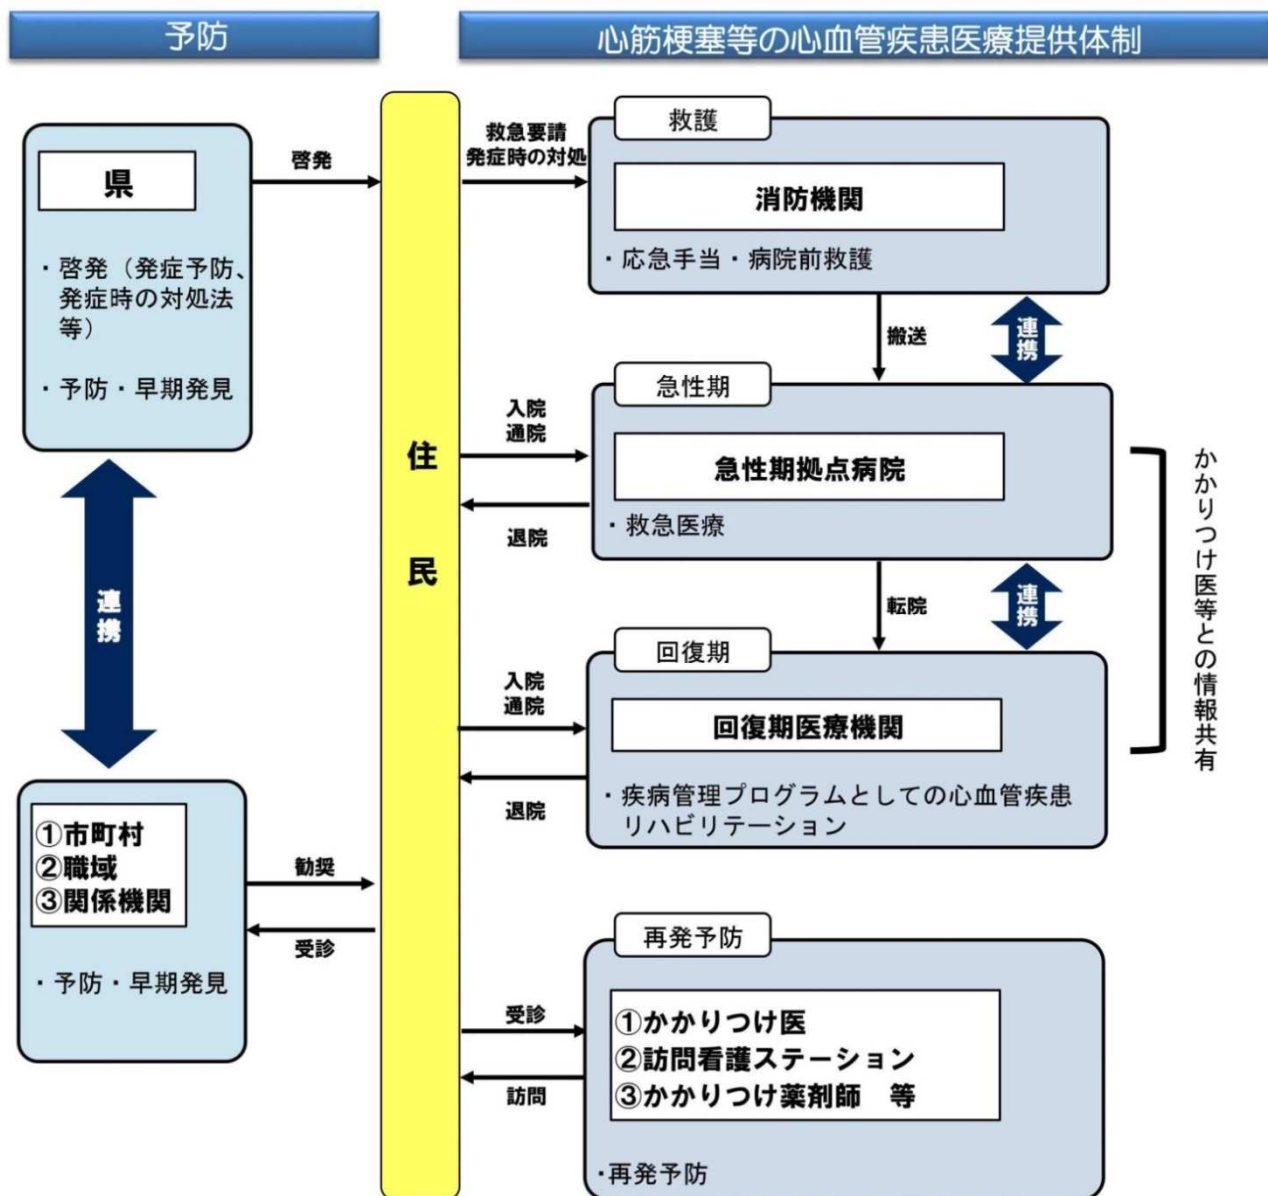 予防
心筋梗塞等の心血管疾患医療提供体制
県
・啓発（発症予防、
発症時の対処法
等）
・予防・早期発見
啓発
連携
①市町村
②職域
③関係機関
・予防・早期発見
勧奨
受診
住民
救急要請
発症時の対処
救護
消防機関
・応急手当・病院前救護
搬送
連携
入院
通院
退院
急性期
急性期拠点病院
・救急医療
転院
連携
入院
通院
退院
回復期
回復期医療機関
・疾病管理プログラムとしての心血管疾患
リハビリテーション
かかりつけ医等との情報共有
受診
訪問
再発予防
①かかりつけ医
②訪問看護ステーション
③かかりつけ薬剤師　等
・再発予防